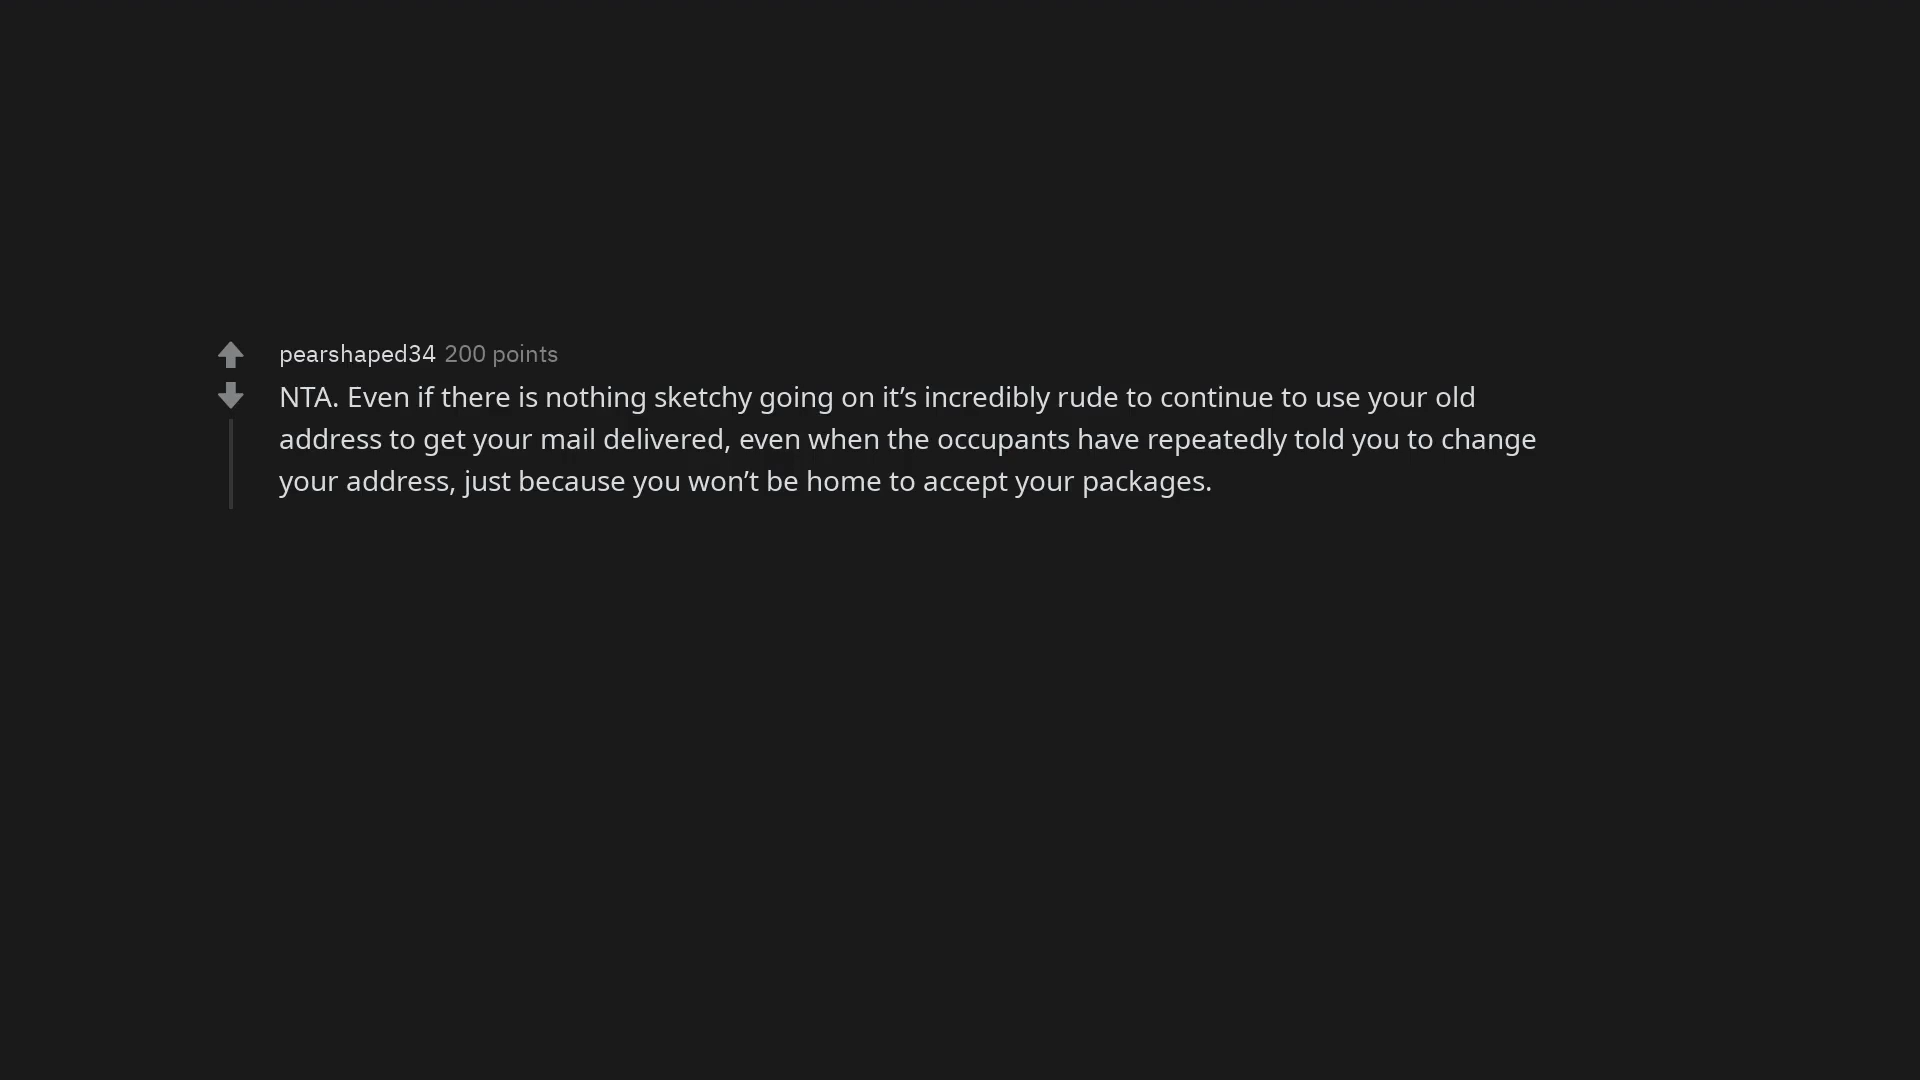 pearshaped34 200 points
NTA. Even if there is nothing sketchy going on it’s incredibly rude to continue to use your old
address to get your mail delivered, even when the occupants have repeatedly told you to change
your address, just because you won’t be home to accept your packages.